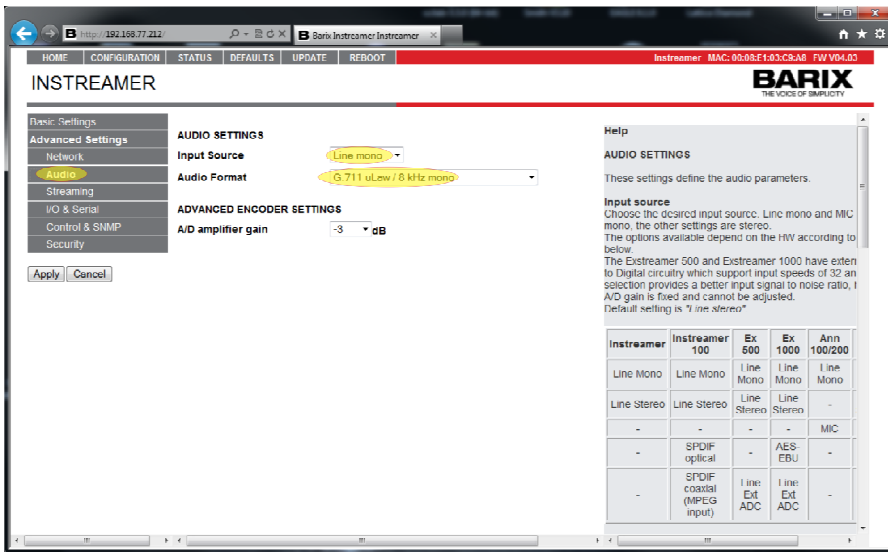 http://192.168.77.212/
Barix Instreamer Instreamer
HOME CONFIGURATION STATUS DEFAULTS UPDATE REBOOT
Instreamer MAC: 00:08:E1:03:C9:A8 FW V04.03
INSTREAMER
BARIX
THE VOICE OF SIMPLICITY
Basic Settings
Advanced Settings
Network
Audio
Streaming
I/O & Serial
Control & SNMP
Security
Apply Cancel
AUDIO SETTINGS
Input Source Line mono
Audio Format G.711 uLaw / 8 kHz mono
ADVANCED ENCODER SETTINGS
A/D amplifier gain -3 dB
Help
AUDIO SETTINGS
These settings define the audio parameters.
Input source
Choose the desired input source. Line mono and MIC
mono, the other settings are stereo.
The options available depend on the HW according to
below.
The Exstreamer 500 and Exstreamer 1000 have exten
to Digital circuitry which support input speeds of 32 an
selection provides a better input signal to noise ratio, h
A/D gain is fixed and cannot be adjusted.
Default setting is "Line stereo"
Instreamer Instreamer 100 Ex 500 Ex 1000 Ann 100/200
Line Mono Line Mono Line Mono Line Mono Line Mono
Line Stereo Line Stereo Line Stereo Line Stereo -
- - - - MIC
- SPDIF optical - AES-EBU -
- SPDIF coaxial (MPEG input) Line Ext ADC Line Ext ADC -